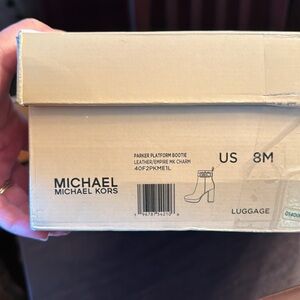 PARKER PLATFORM BOOTIE
LEATHER/EMPIRE MK CHARM
40F2PKME1L
US 8M
MICHAEL
MICHAEL KORS
LUGGAGE